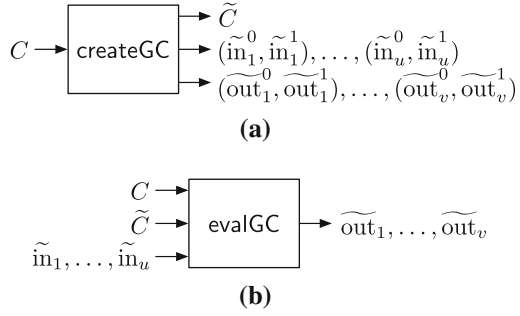 C createGC C̃
(ĩn₁⁰, ĩn₁¹), . . . , (ĩnᵤ⁰, ĩnᵤ¹)
(õut₁⁰, õut₁¹), . . . , (õutᵥ⁰, õutᵥ¹)
(a)
C
C̃ evalGC õut₁, . . . , õutᵥ
ĩn₁, . . . , ĩnᵤ
(b)